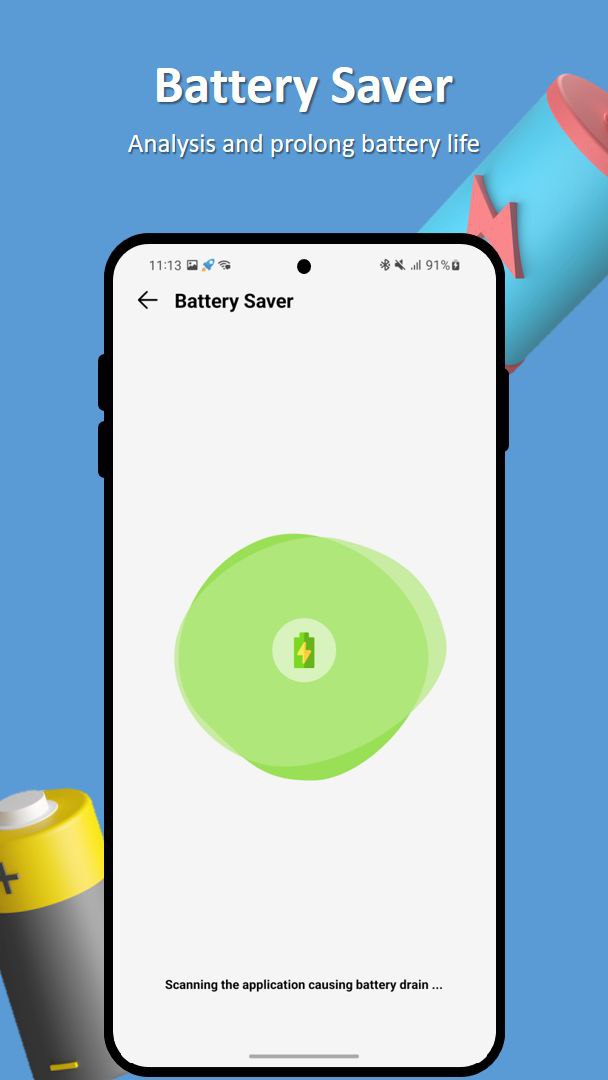 Battery Saver
Analysis and prolong battery life
11:13 91%
Battery Saver
Scanning the application causing battery drain ...